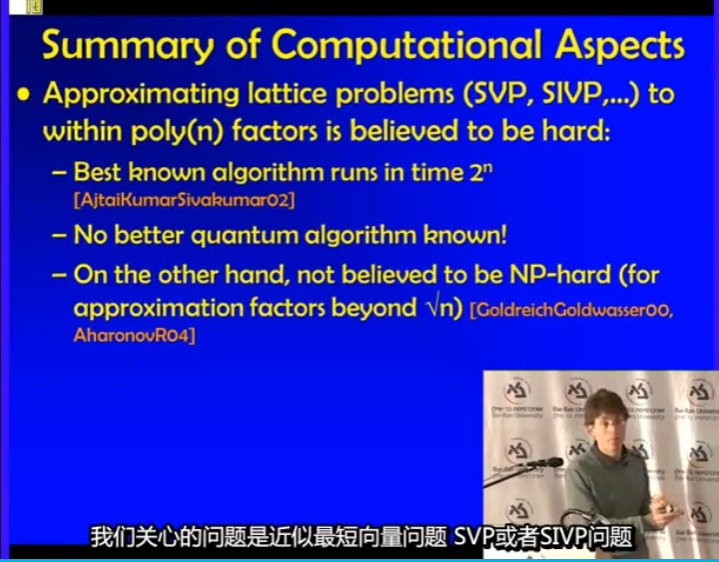 Summary of Computational Aspects
• Approximating lattice problems (SVP, SIVP,...) to
within poly(n) factors is believed to be hard:
– Best known algorithm runs in time 2ⁿ
[AjtaiKumarSivakumar02]
– No better quantum algorithm known!
– On the other hand, not believed to be NP-hard (for
approximation factors beyond √n) [GoldreichGoldwasser00,
AharonovR04]
Bar-Ilan University
我们关心的问题是近似最短向量问题 SVP或者SIVP问题